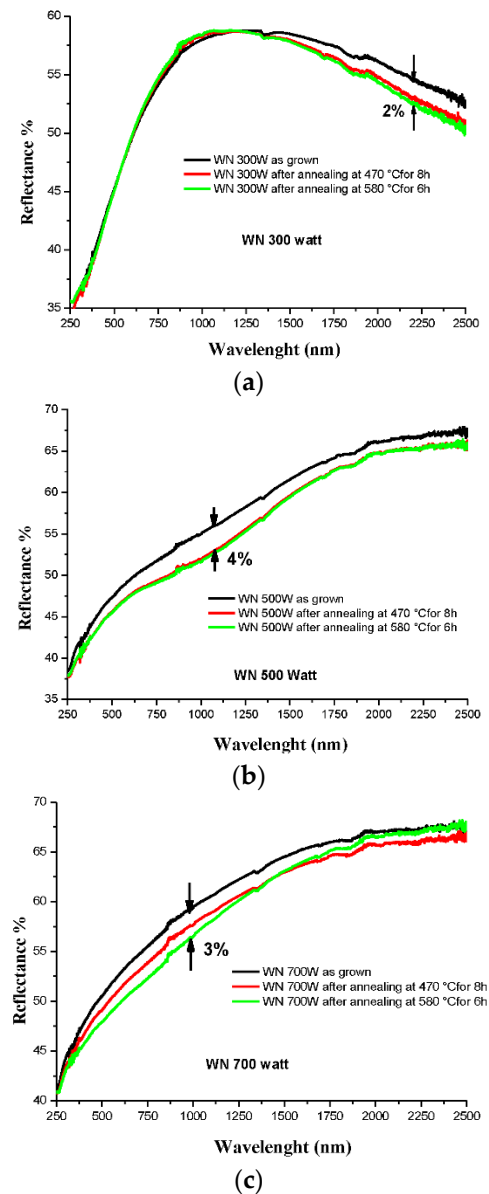 60
55
50
45
40
35
Reflectance %
2%
WN 300W as grown
WN 300W after annealing at 470 °Cfor 8h
WN 300W after annealing at 580 °Cfor 6h
WN 300 watt
250 500 750 1000 1250 1500 1750 2000 2250 2500
Wavelenght (nm)
(a)
70
65
60
55
50
45
40
35
Reflectance %
4%
WN 500W as grown
WN 500W after annealing at 470 °Cfor 8h
WN 500W after annealing at 580 °Cfor 6h
WN 500 Watt
250 500 750 1000 1250 1500 1750 2000 2250 2500
Wavelenght (nm)
(b)
70
65
60
55
50
45
40
Reflectance %
3%
WN 700W as grown
WN 700W after annealing at 470 °Cfor 8h
WN 700W after annealing at 580 °Cfor 6h
WN 700 watt
250 500 750 1000 1250 1500 1750 2000 2250 2500
Wavelenght (nm)
(c)